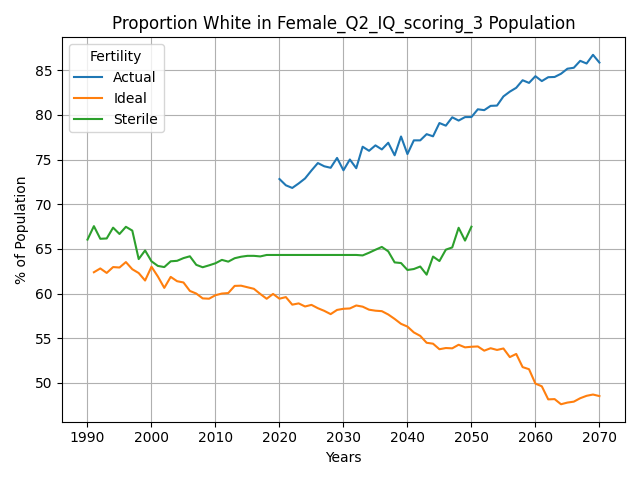 Proportion White in Female_Q2_IQ_scoring_3 Population
Fertility
Actual
Ideal
Sterile
% of Population
85
80
75
70
65
60
55
50
1990 2000 2010 2020 2030 2040 2050 2060 2070
Years